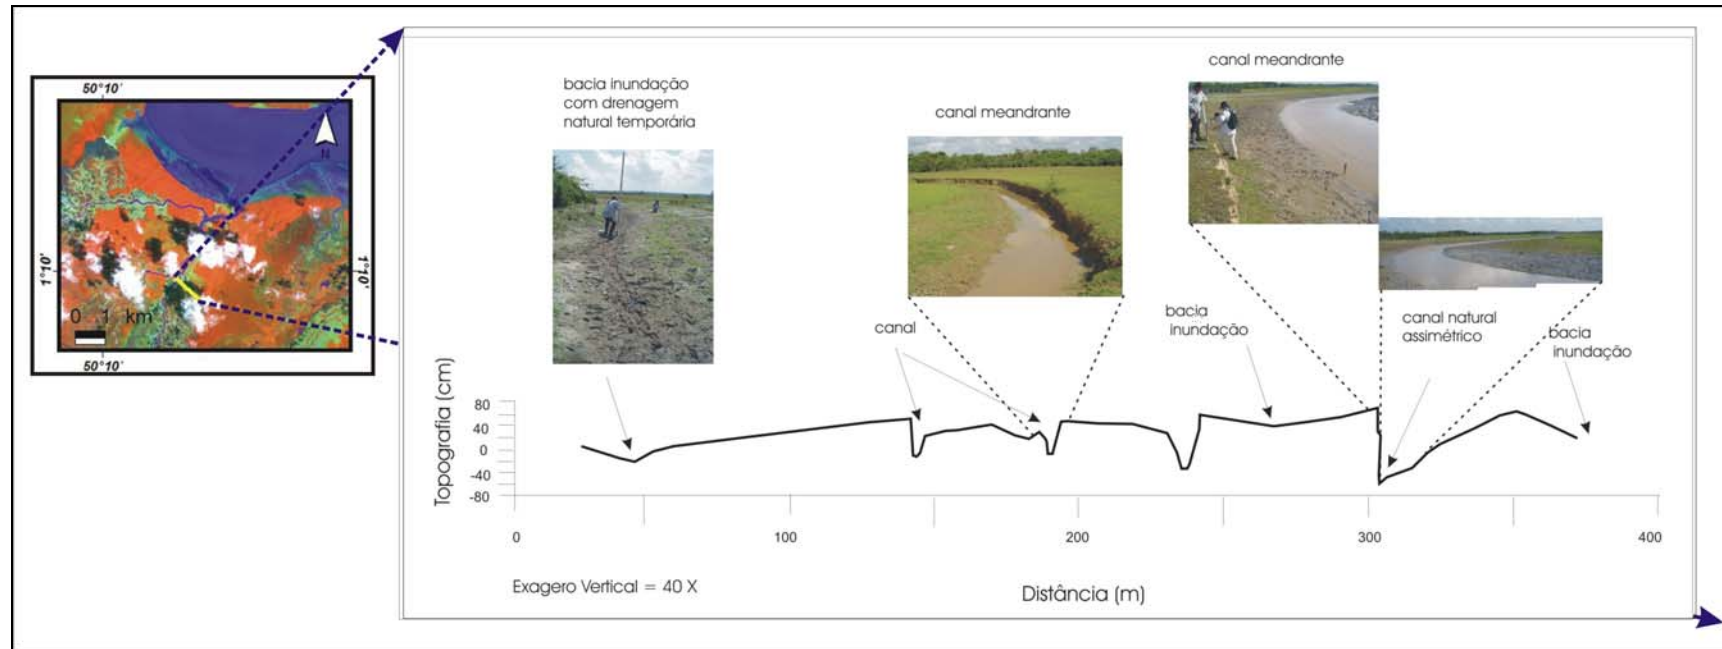 50°10'
N
1°10'
1°10'
0 1 km
50°10'
bacia inundação
com drenagem
natural temporária
canal meandrante
canal meandrante
canal
bacia
inundação
canal natural
assimétrico
bacia
inundação
Topografia (cm)
80
40
0
-40
-80
0 100 200 300 400
Exagero Vertical = 40 X
Distância (m)